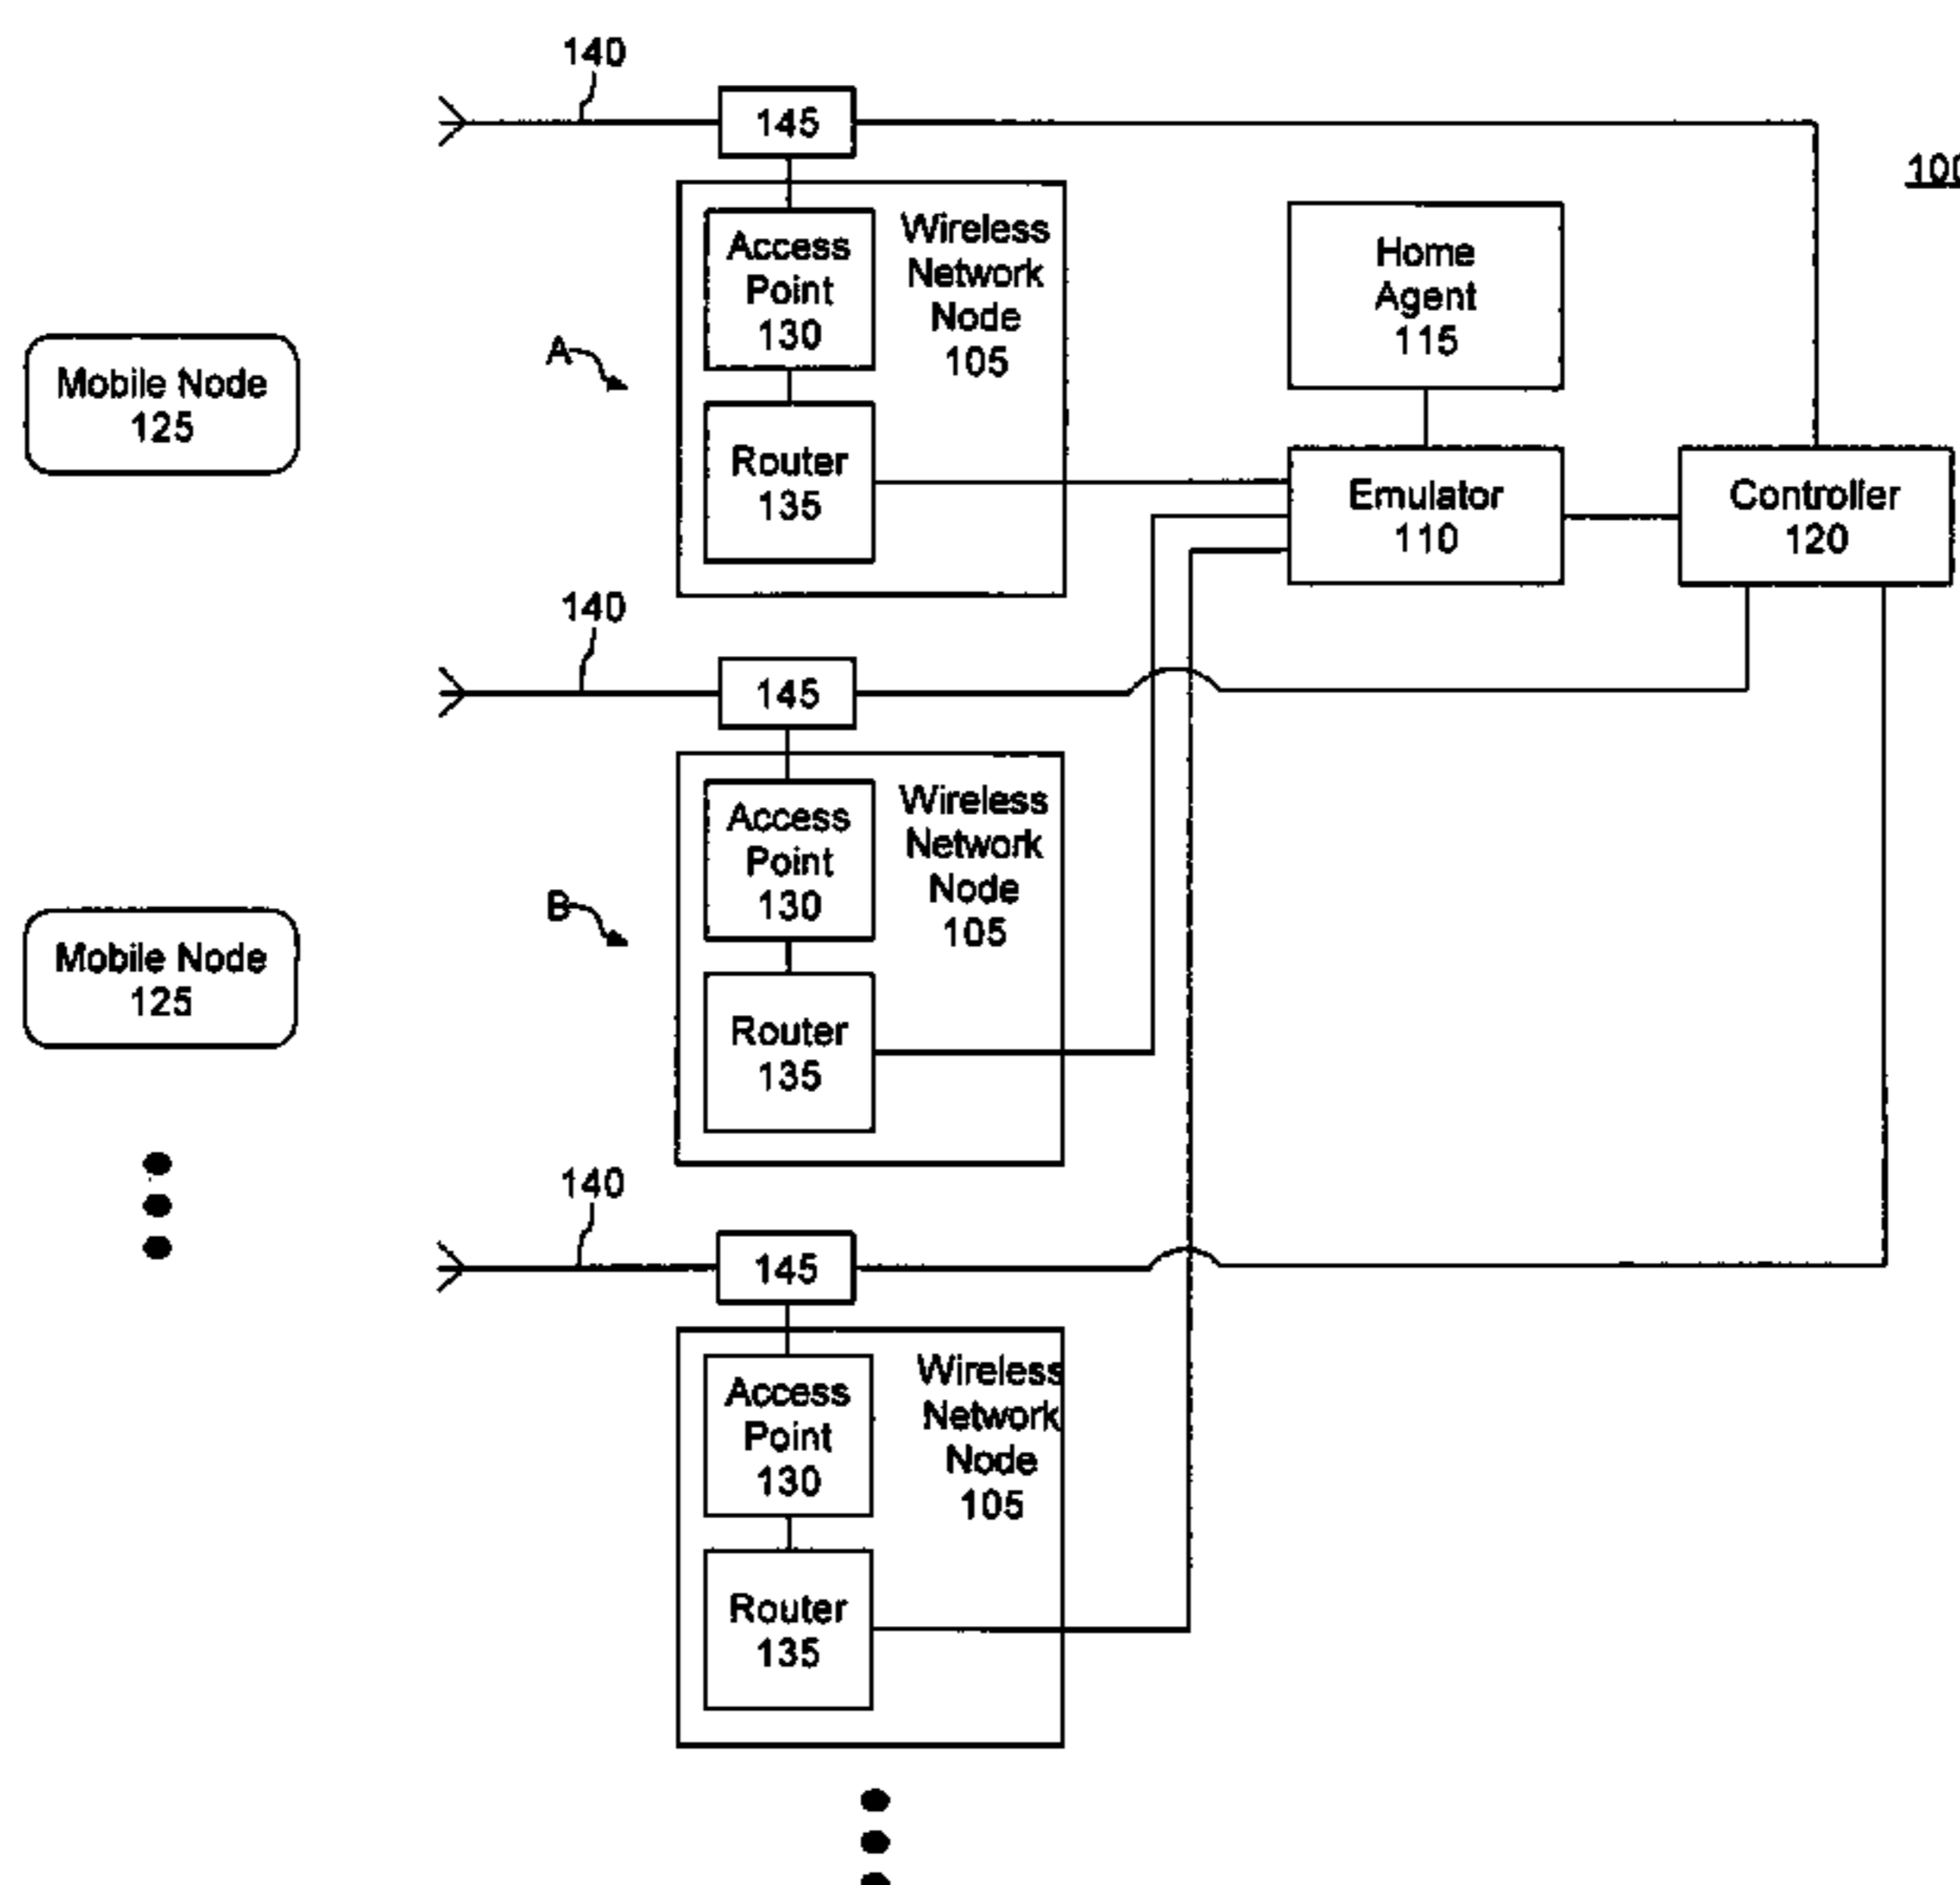 140
145
100
Access
Point
130
Wireless
Network
Node
105
Home
Agent
115
A
Mobile Node
125
Router
135
Emulator
110
Controller
120
140
145
Access
Point
130
Wireless
Network
Node
105
B
Mobile Node
125
Router
135
140
145
Access
Point
130
Wireless
Network
Node
105
Router
135